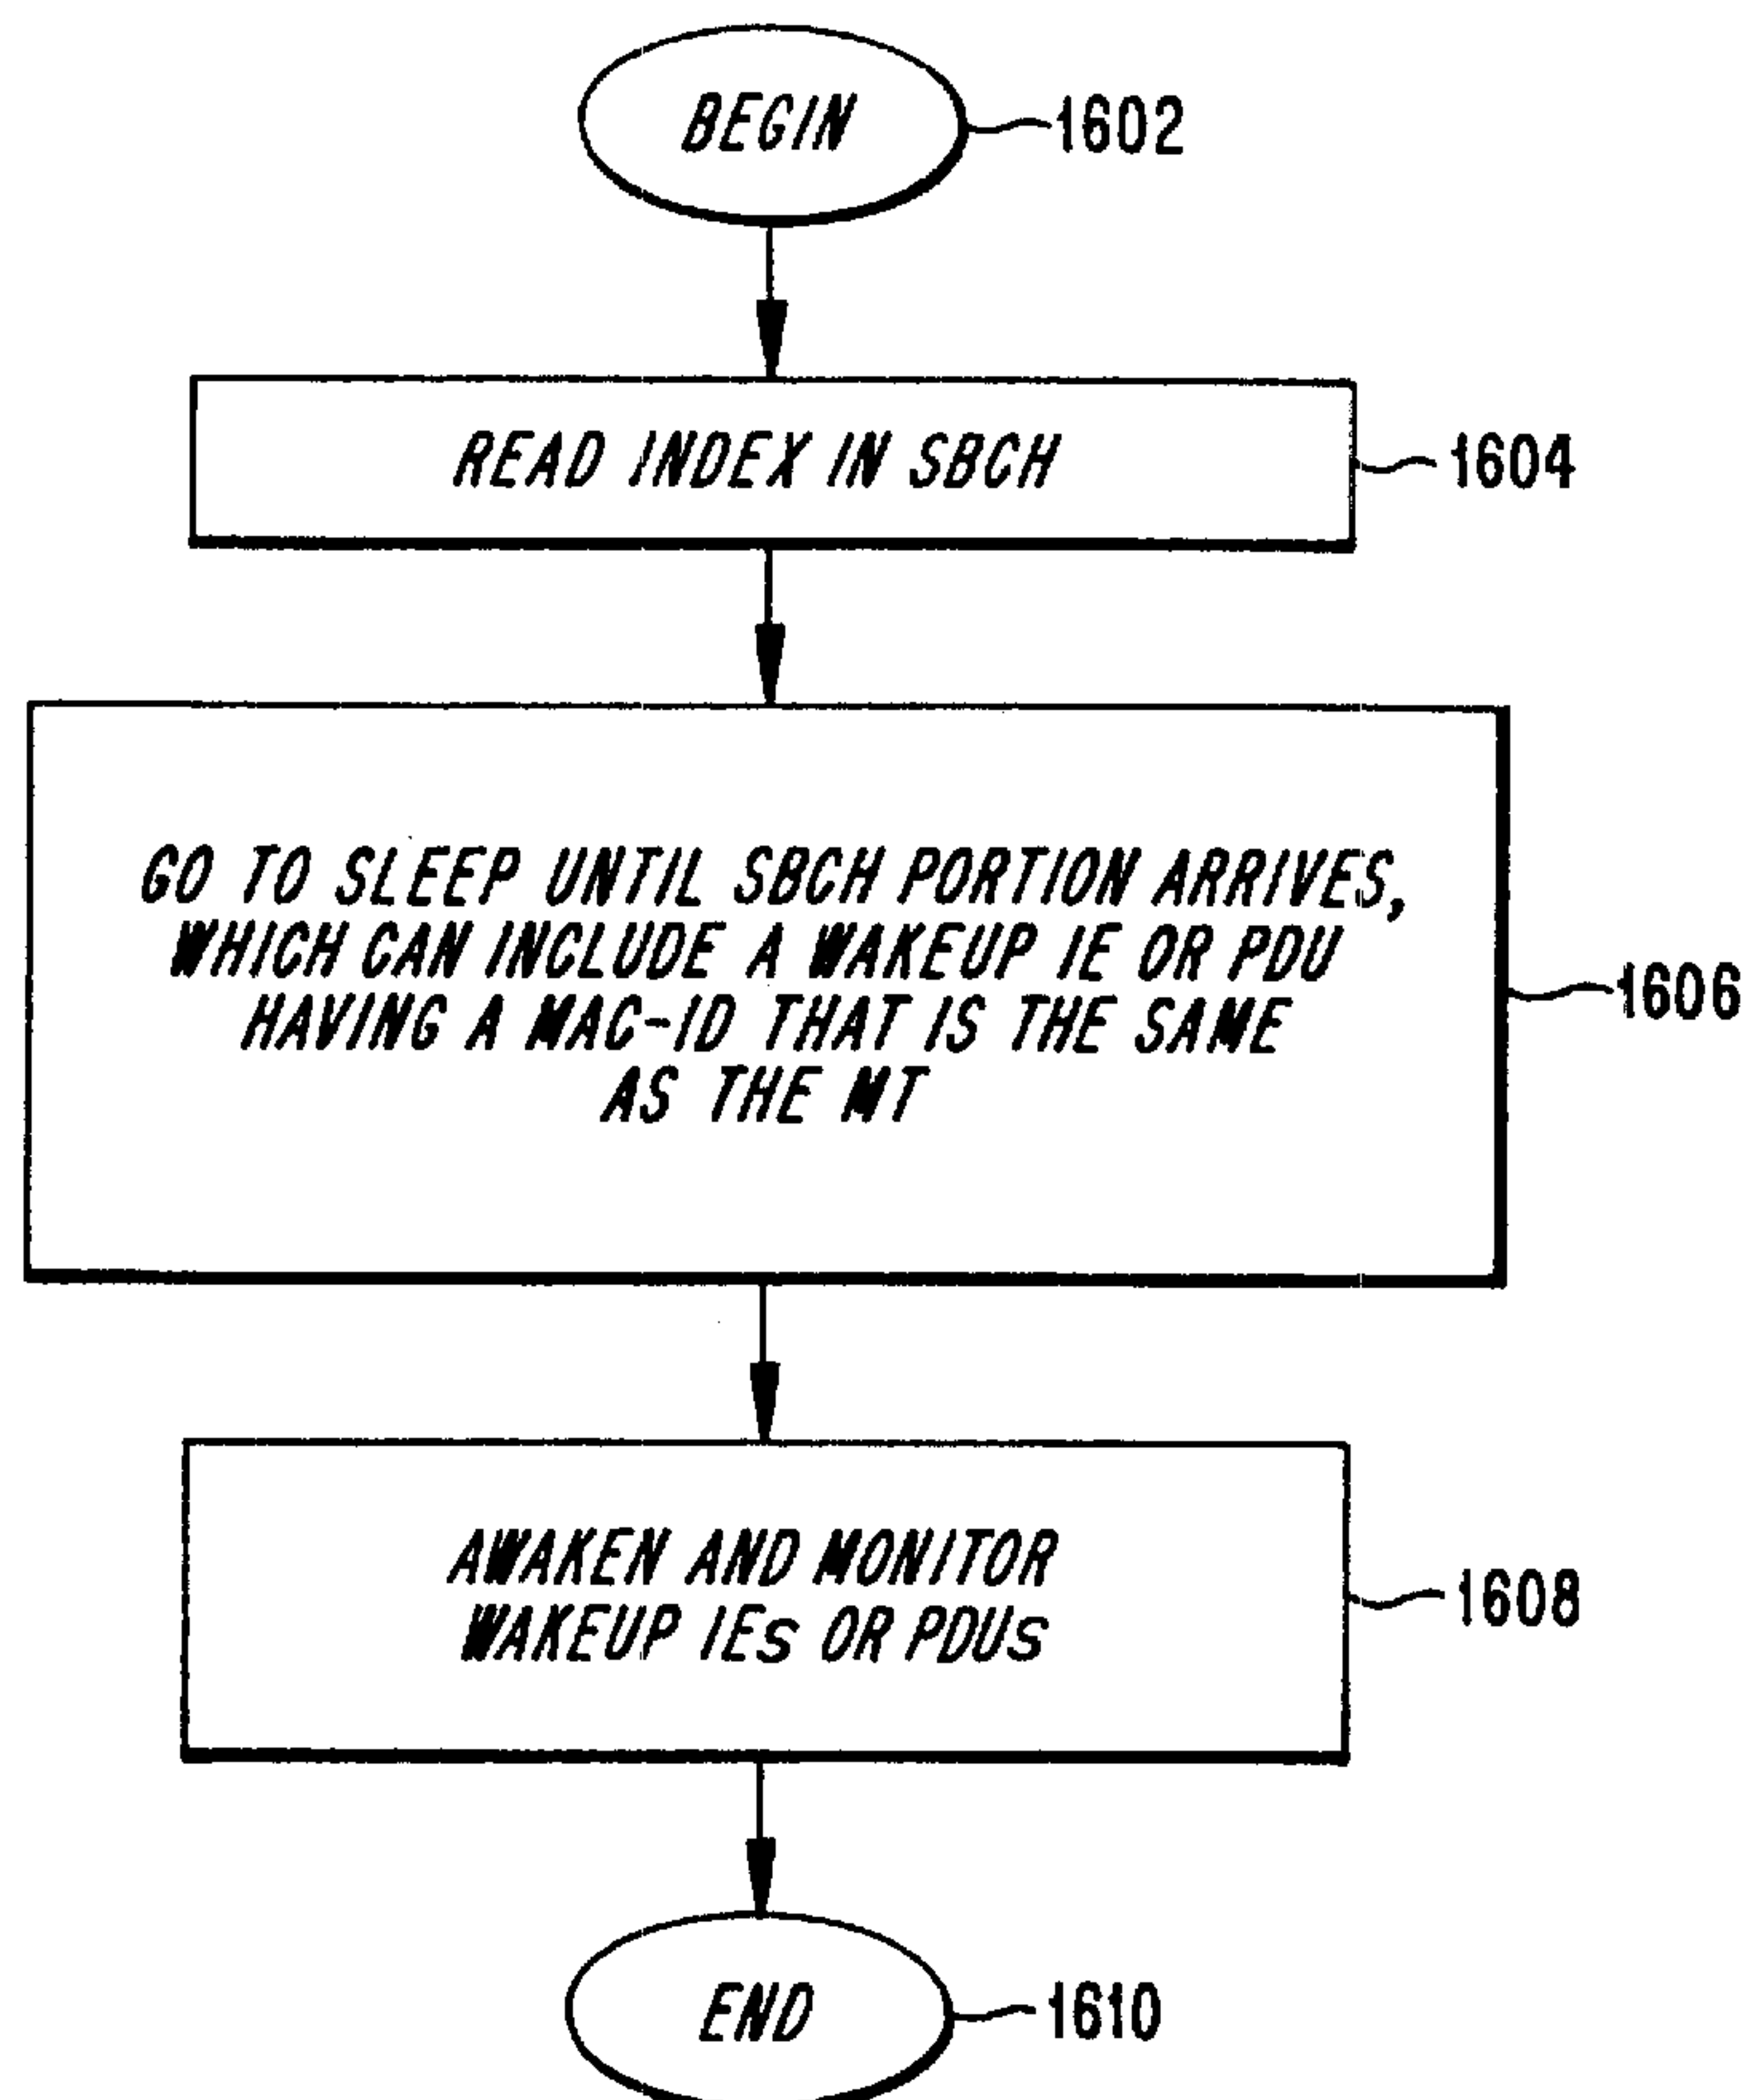 BEGIN
1602
READ INDEX IN SBCH
1604
GO TO SLEEP UNTIL SBCH PORTION ARRIVES,
WHICH CAN INCLUDE A WAKEUP IE OR PDU
HAVING A MAC-ID THAT IS THE SAME
AS THE MT
1606
AWAKEN AND MONITOR
WAKEUP IEs OR PDUs
1608
END
1610